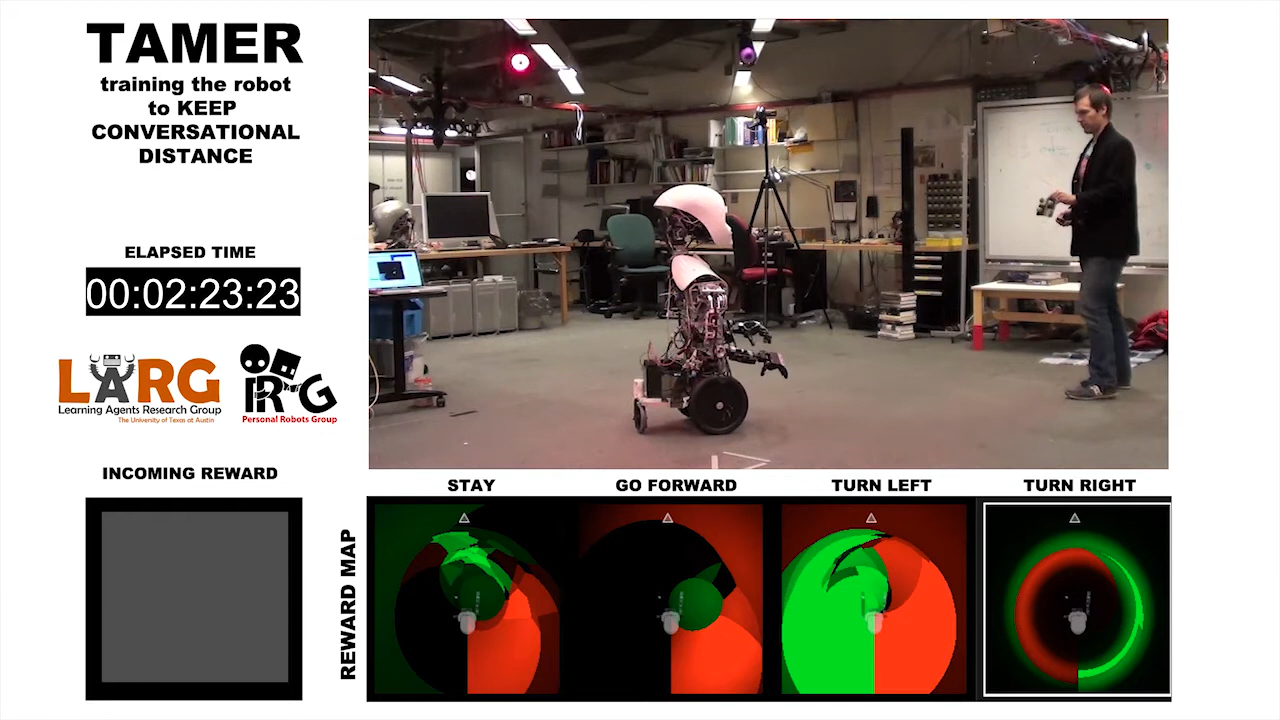 TAMER
training the robot
to KEEP
CONVERSATIONAL
DISTANCE
ELAPSED TIME
00:02:23:23
LARG
Learning Agents Research Group
The University of Texas at Austin
PRG
Personal Robots Group
INCOMING REWARD
REWARD MAP
STAY
GO FORWARD
TURN LEFT
TURN RIGHT